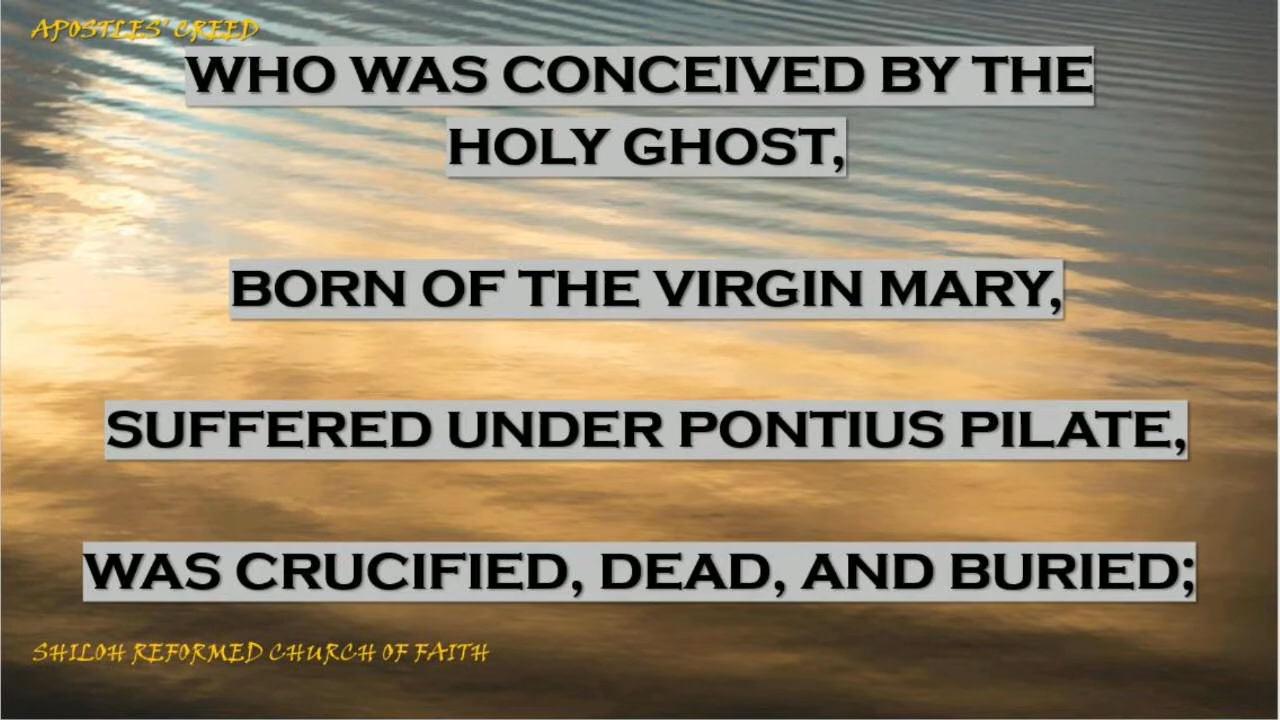 APOSTLES' CREED
WHO WAS CONCEIVED BY THE
HOLY GHOST,
BORN OF THE VIRGIN MARY,
SUFFERED UNDER PONTIUS PILATE,
WAS CRUCIFIED, DEAD, AND BURIED;
SHILOH REFORMED CHURCH OF FAITH